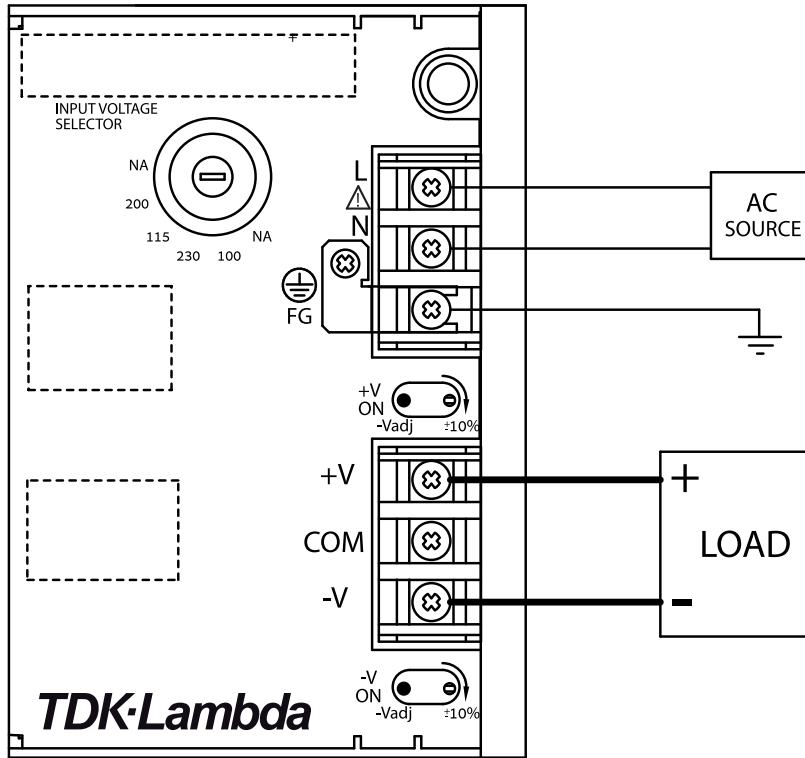 +
INPUT VOLTAGE
SELECTOR
NA
200
115
230
100
NA
L
⚠
N
FG
AC
SOURCE
+V
ON
-Vadj
±10%
+V
COM
-V
+
LOAD
-
-V
ON
-Vadj
±10%
TDK·Lambda